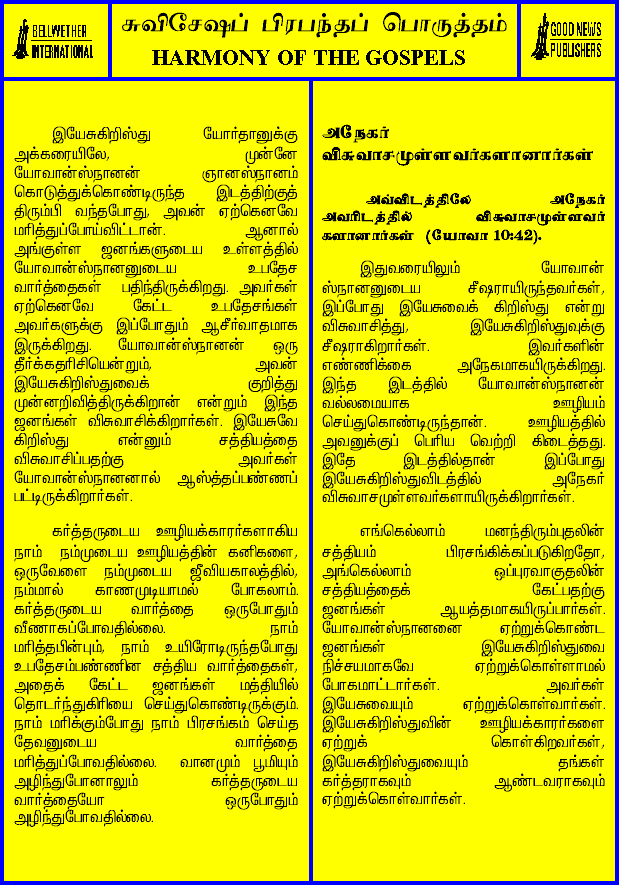 BELLWETHER
INTERNATIONAL
சுவிசேஷப் பிரபந்தப் பொருத்தம்
HARMONY OF THE GOSPELS
GOOD NEWS
PUBLISHERS
இயேசுகிறிஸ்து யோர்தானுக்கு
அக்கரையிலே, முன்னே
யோவான்ஸ்நானன் ஞானஸ்நானம்
கொடுத்துக்கொண்டிருந்த இடத்திற்குத்
திரும்பி வந்தபோது, அவன் ஏற்கெனவே
மரித்துப்போய்விட்டான். ஆனால்
அங்குள்ள ஜனங்களுடைய உள்ளத்தில்
யோவான்ஸ்நானனுடைய உபதேச
வார்த்தைகள் பதிந்திருக்கிறது. அவர்கள்
ஏற்கெனவே கேட்ட உபதேசங்கள்
அவர்களுக்கு இப்போதும் ஆசீர்வாதமாக
இருக்கிறது. யோவான்ஸ்நானன் ஒரு
தீர்க்கதரிசியென்றும், அவன்
இயேசுகிறிஸ்துவைக் குறித்து
முன்னறிவித்திருக்கிறான் என்றும் இந்த
ஜனங்கள் விசுவாசிக்கிறார்கள். இயேசுவே
கிறிஸ்து என்னும் சத்தியத்தை
விசுவாசிப்பதற்கு அவர்கள்
யோவான்ஸ்நானனால் ஆஸ்த்தப்பண்ணப்
பட்டிருக்கிறார்கள்.
கர்த்தருடைய ஊழியக்காரர்களாகிய
நாம் நம்முடைய ஊழியத்தின் கனிகளை,
ஒருவேளை நம்முடைய ஜீவியகாலத்தில்,
நம்மால் காணமுடியாமல் போகலாம்.
கர்த்தருடைய வார்த்தை ஒருபோதும்
வீணாகப்போவதில்லை. நாம்
மரித்தபின்பும், நாம் உயிரோடிருந்தபோது
உபதேசம்பண்ணின சத்திய வார்த்தைகள்,
அதைக் கேட்ட ஜனங்கள் மத்தியில்
தொடர்ந்துகிரியை செய்துகொண்டிருக்கும்.
நாம் மரிக்கும்போது நாம் பிரசங்கம் செய்த
தேவனுடைய வார்த்தை
மரித்துப்போவதில்லை. வானமும் பூமியும்
அழிந்துபோனாலும் கர்த்தருடைய
வார்த்தையோ ஒருபோதும்
அழிந்துபோவதில்லை.
அநேகர்
விசுவாசமுள்ளவர்களானார்கள்
அவ்விடத்திலே அநேகர்
அவரிடத்தில் விசுவாசமுள்ளவர்
களானார்கள் (யோவா 10:42).
இதுவரையிலும் யோவான்
ஸ்நானனுடைய சீஷராயிருந்தவர்கள்,
இப்போது இயேசுவைக் கிறிஸ்து என்று
விசுவாசித்து, இயேசுகிறிஸ்துவுக்கு
சீஷராகிறார்கள். இவர்களின்
எண்ணிக்கை அநேகமாகயிருக்கிறது.
இந்த இடத்தில் யோவான்ஸ்நானன்
வல்லமையாக ஊழியம்
செய்துகொண்டிருந்தான். ஊழியத்தில்
அவனுக்குப் பெரிய வெற்றி கிடைத்தது.
இதே இடத்தில்தான் இப்போது
இயேசுகிறிஸ்துவிடத்தில் அநேகர்
விசுவாசமுள்ளவர்களாயிருக்கிறார்கள்.
எங்கெல்லாம் மனந்திரும்புதலின்
சத்தியம் பிரசங்கிக்கப்படுகிறதோ,
அங்கெல்லாம் ஒப்புரவாகுதலின்
சத்தியத்தைக் கேட்பதற்கு
ஜனங்கள் ஆயத்தமாகயிருப்பார்கள்.
யோவான்ஸ்நானனை ஏற்றுக்கொண்ட
ஜனங்கள் இயேசுகிறிஸ்துவை
நிச்சயமாகவே ஏற்றுக்கொள்ளாமல்
போகமாட்டார்கள். அவர்கள்
இயேசுவையும் ஏற்றுக்கொள்வார்கள்.
இயேசுகிறிஸ்துவின் ஊழியக்காரர்களை
ஏற்றுக் கொள்கிறவர்கள்,
இயேசுகிறிஸ்துவையும் தங்கள்
கர்த்தராகவும் ஆண்டவராகவும்
ஏற்றுக்கொள்வார்கள்.